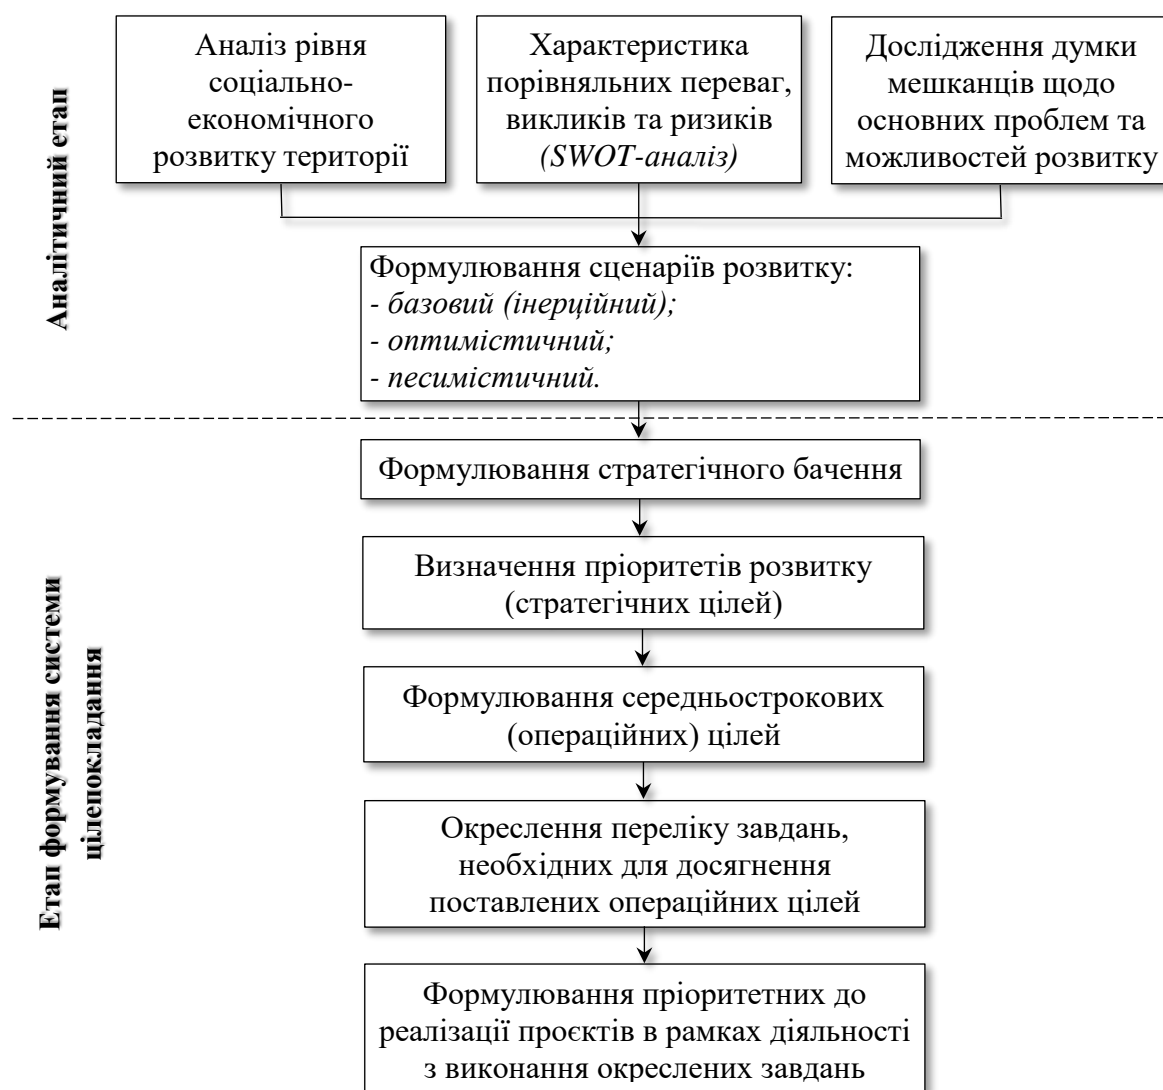 Аналітичний етап
Аналіз рівня
соціально-
економічного
розвитку території
Характеристика
порівняльних переваг,
викликів та ризиків
(SWOT-аналіз)
Дослідження думки
мешканців щодо
основних проблем та
можливостей розвитку
Формулювання сценаріїв розвитку:
- базовий (інерційний);
- оптимістичний;
- песимістичний.
Етап формування системи
цілепокладання
Формулювання стратегічного бачення
Визначення пріоритетів розвитку
(стратегічних цілей)
Формулювання середньострокових
(операційних) цілей
Окреслення переліку завдань,
необхідних для досягнення
поставлених операційних цілей
Формулювання пріоритетних до
реалізації проєктів в рамках діяльності
з виконання окреслених завдань